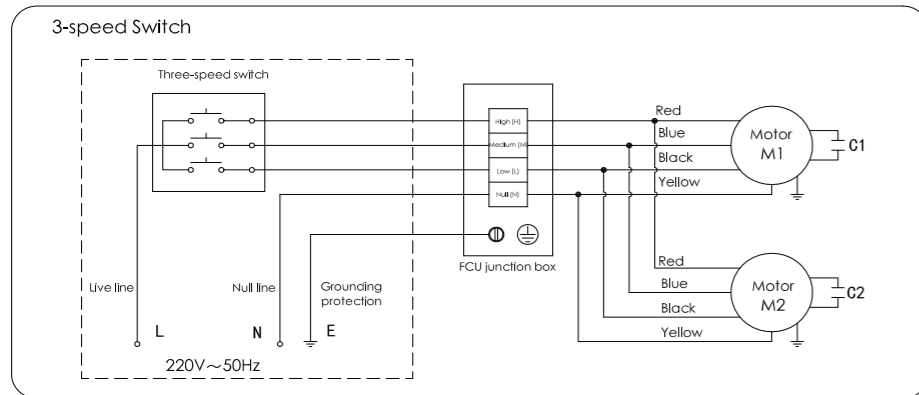 3-speed Switch
Three-speed switch
High (H)
Medium (M)
Low (L)
Null (N)
FCU junction box
Red
Blue
Black
Yellow
Motor
M1
C1
Red
Blue
Black
Yellow
Motor
M2
C2
Live line
Null line
Grounding
protection
L
N
E
220V～50Hz